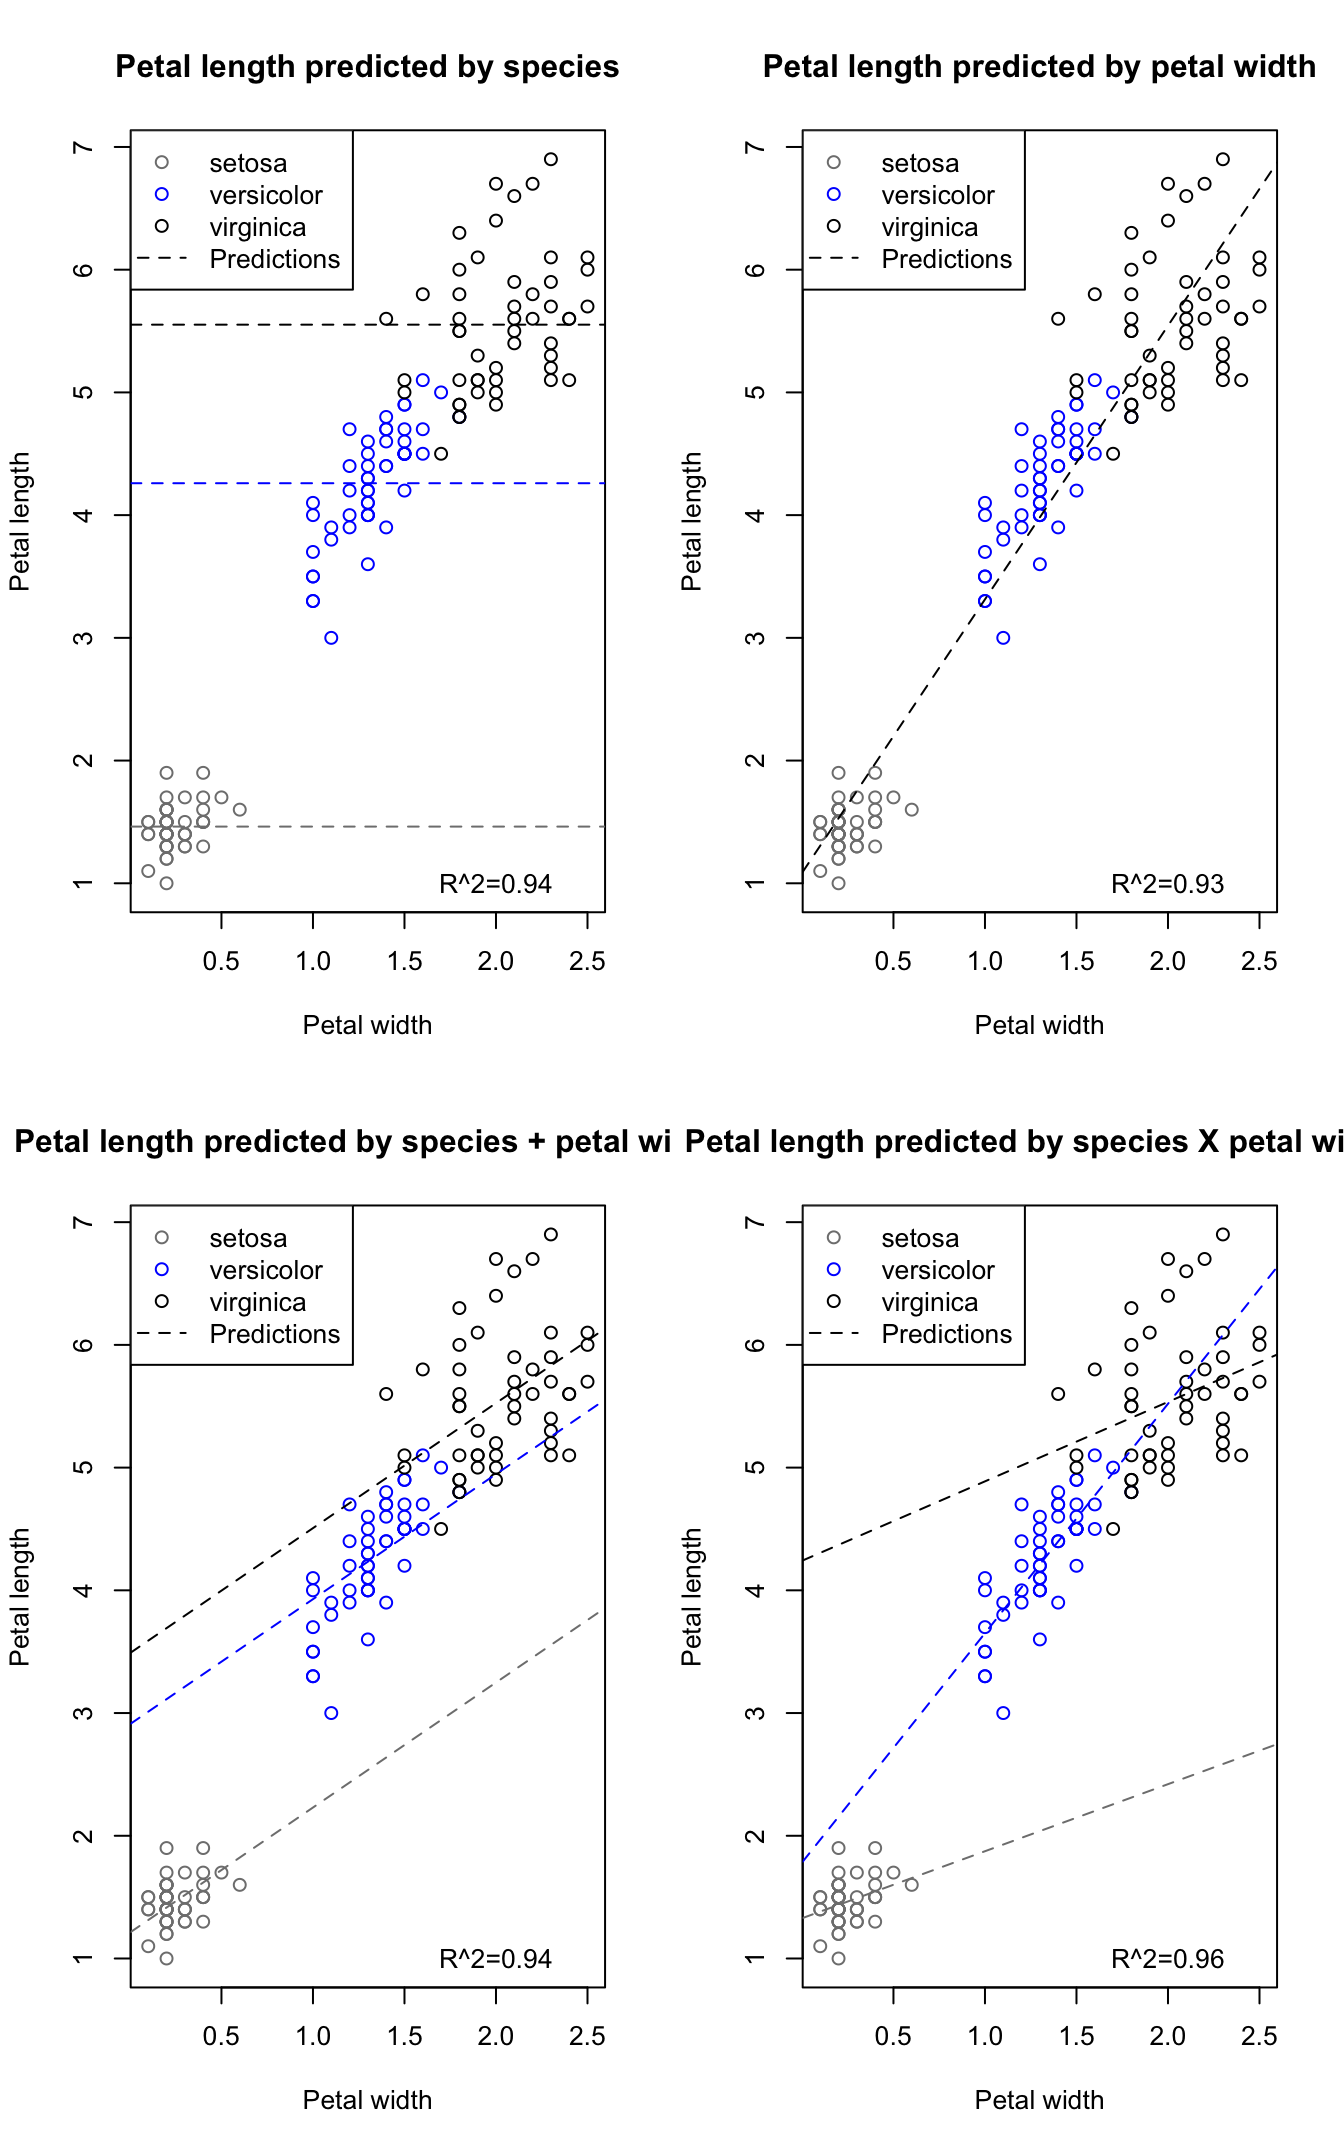 Petal length predicted by species
setosa
versicolor
virginica
Predictions
7
6
5
4
3
2
1
Petal length
R^2=0.94
0.5 1.0 1.5 2.0 2.5
Petal width
Petal length predicted by petal width
setosa
versicolor
virginica
Predictions
7
6
5
4
3
2
1
Petal length
R^2=0.93
0.5 1.0 1.5 2.0 2.5
Petal width
Petal length predicted by species + petal wi
setosa
versicolor
virginica
Predictions
7
6
5
4
3
2
1
Petal length
R^2=0.94
0.5 1.0 1.5 2.0 2.5
Petal width
Petal length predicted by species X petal wi
setosa
versicolor
virginica
Predictions
7
6
5
4
3
2
1
Petal length
R^2=0.96
0.5 1.0 1.5 2.0 2.5
Petal width